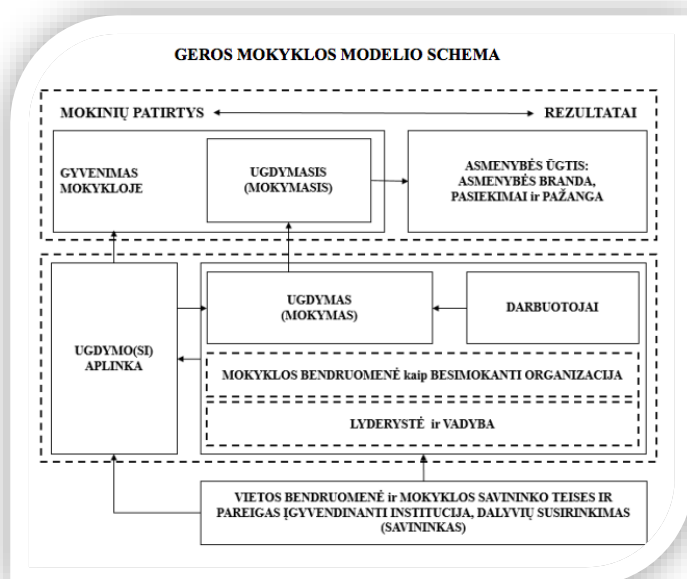 GEROS MOKYKLOS MODELIO SCHEMA
MOKINIŲ PATIRTYS
REZULTATAI
GYVENIMAS
MOKYKLOJE
UGDYMASIS
(MOKYMASIS)
ASMENYBĖS ŪGTIS:
ASMENYBĖS BRANDA,
PASIEKIMAI ir PAŽANGA
UGDYMO(SI)
APLINKA
UGDYMAS
(MOKYMAS)
DARBUOTOJAI
MOKYKLOS BENDRUOMENĖ kaip BESIMOKANTI ORGANIZACIJA
LYDERYSTĖ ir VADYBA
VIETOS BENDRUOMENĖ ir MOKYKLOS SAVININKO TEISES IR
PAREIGAS ĮGYVENDINANTI INSTITUCIJA, DALYVIŲ SUSIRINKIMAS
(SAVININKAS)